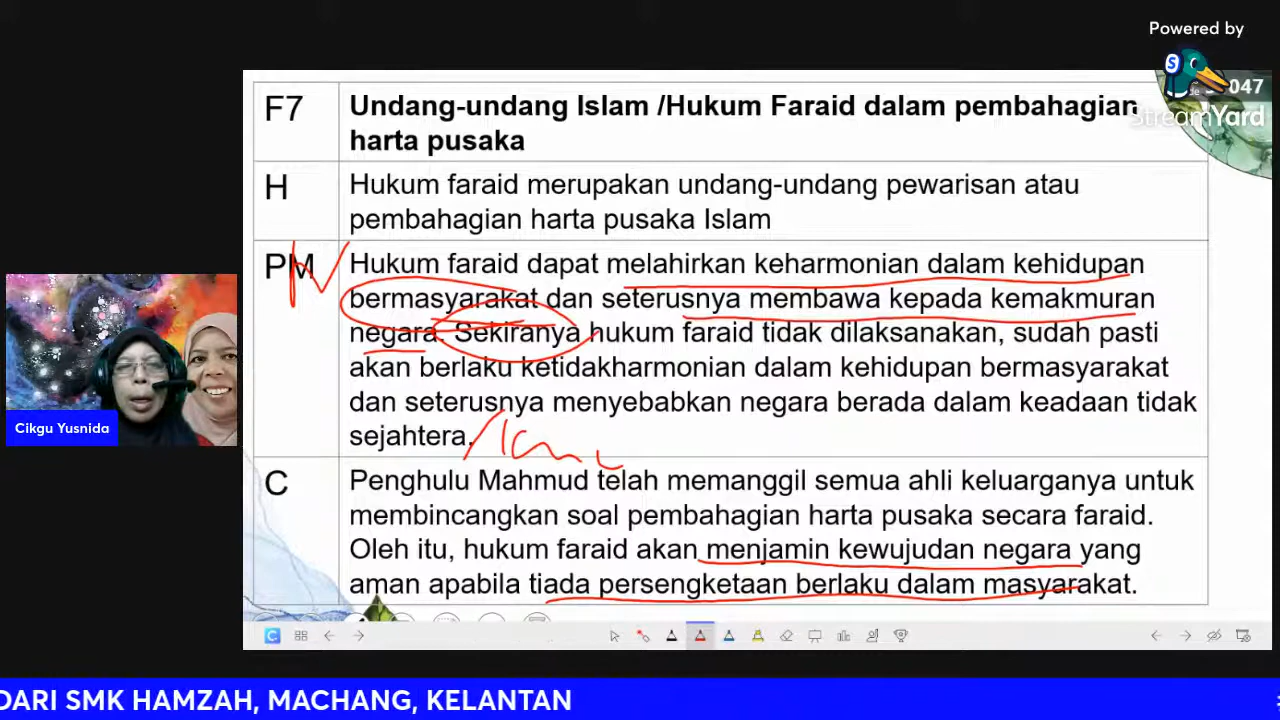 Powered by
047
StreamYard
F7
Undang-undang Islam /Hukum Faraid dalam pembahagian
harta pusaka
H
Hukum faraid merupakan undang-undang pewarisan atau
pembahagian harta pusaka Islam
PM
Hukum faraid dapat melahirkan keharmonian dalam kehidupan
bermasyarakat dan seterusnya membawa kepada kemakmuran
negara. Sekiranya hukum faraid tidak dilaksanakan, sudah pasti
akan berlaku ketidakharmonian dalam kehidupan bermasyarakat
dan seterusnya menyebabkan negara berada dalam keadaan tidak
sejahtera.
C
Penghulu Mahmud telah memanggil semua ahli keluarganya untuk
membincangkan soal pembahagian harta pusaka secara faraid.
Oleh itu, hukum faraid akan menjamin kewujudan negara yang
aman apabila tiada persengketaan berlaku dalam masyarakat.
Cikgu Yusnida
DARI SMK HAMZAH, MACHANG, KELANTAN